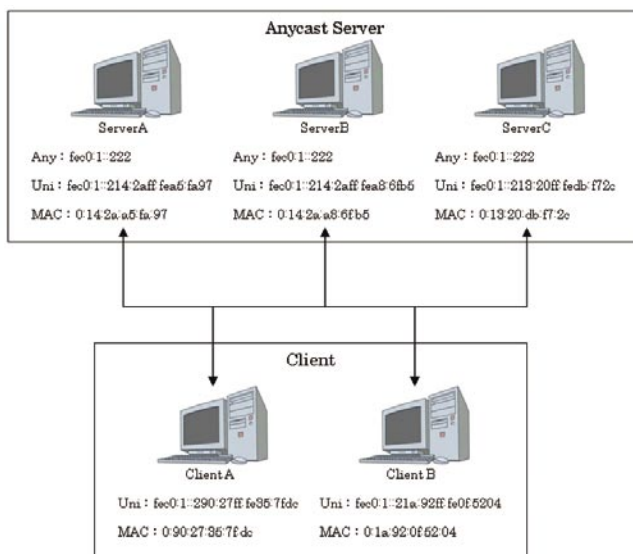 Anycast Server
ServerA ServerB ServerC
Any : fec0:1::222 Any : fec0:1::222 Any : fec0:1::222
Uni : fec0:1::214:2aff:fea5:fa97 Uni : fec0:1::214:2aff:fea8:6fb5 Uni : fec0:1::213:20ff:fedb:f72c
MAC : 0:14:2a:a5:fa:97 MAC : 0:14:2a:a8:6f:b5 MAC : 0:13:20:db:f7:2c
Client
Client A Client B
Uni : fec0:1::290:27ff:fe35:7fdc Uni : fec0:1::21a:92ff:fe0f:5204
MAC : 0:90:27:35:7f:dc MAC : 0:1a:92:0f:52:04